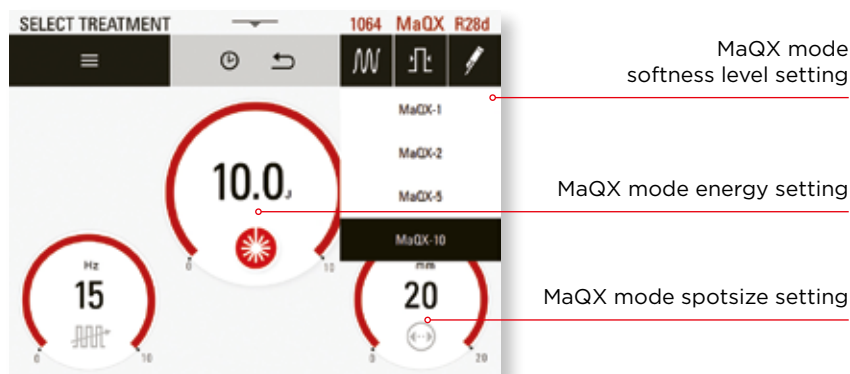 SELECT TREATMENT
1064 MaQX R28d
MaQX mode
softness level setting
MaQX-1
MaQX-2
MaQX-5
MaQX-10
10.0 J
0
10
MaQX mode energy setting
Hz
15
0
10
mm
20
0
20
MaQX mode spotsize setting